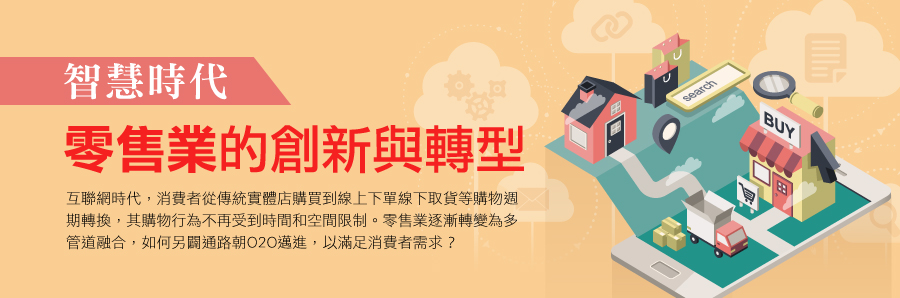 智慧時代
零售業的創新與轉型
互聯網時代，消費者從傳統實體店購買到線上下單線下取貨等購物週
期轉換，其購物行為不再受到時間和空間限制。零售業逐漸轉變為多
管道融合，如何另闢通路朝O2O邁進，以滿足消費者需求？
search
BUY